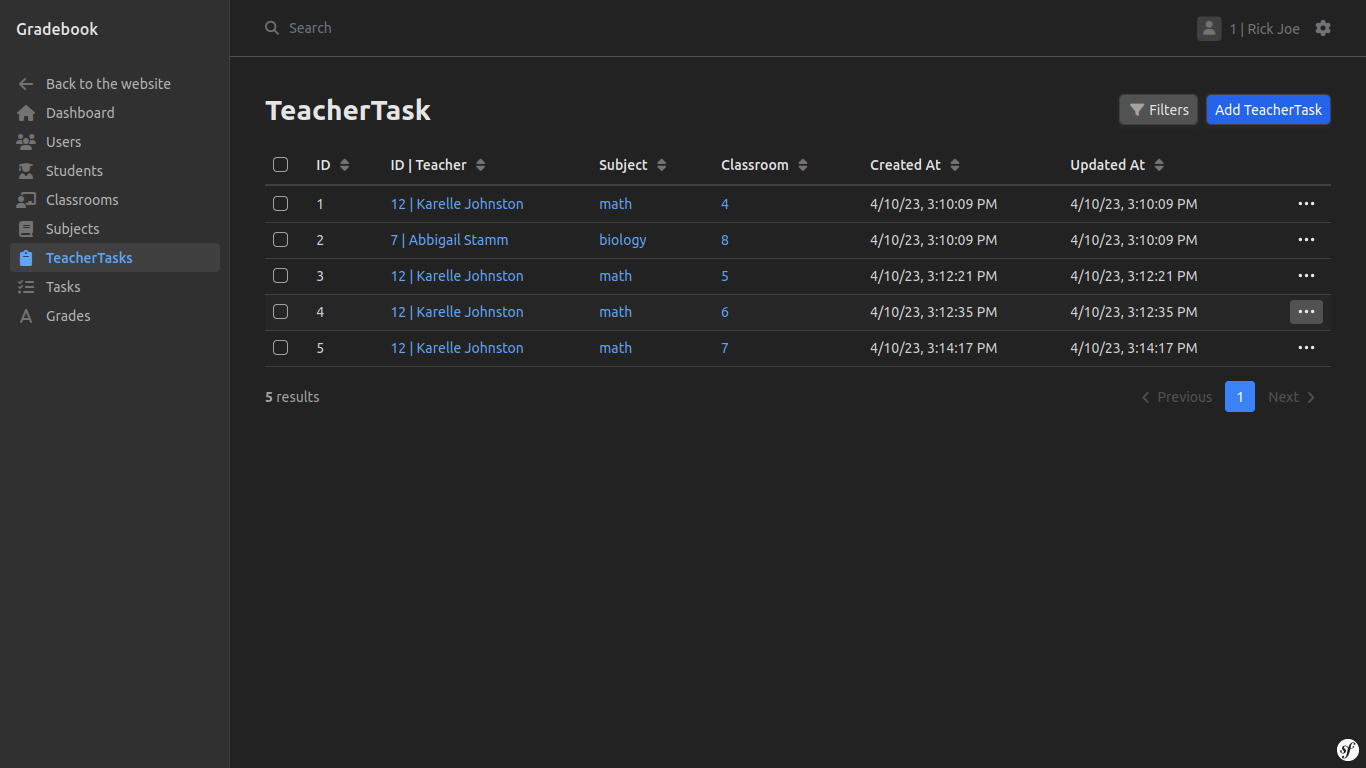 Gradebook
Search
1 | Rick Joe
Back to the website
Dashboard
Users
Students
Classrooms
Subjects
TeacherTasks
Tasks
Grades
TeacherTask
Filters
Add TeacherTask
ID ID | Teacher Subject Classroom Created At Updated At
1 12 | Karelle Johnston math 4 4/10/23, 3:10:09 PM 4/10/23, 3:10:09 PM
2 7 | Abbigail Stamm biology 8 4/10/23, 3:10:09 PM 4/10/23, 3:10:09 PM
3 12 | Karelle Johnston math 5 4/10/23, 3:12:21 PM 4/10/23, 3:12:21 PM
4 12 | Karelle Johnston math 6 4/10/23, 3:12:35 PM 4/10/23, 3:12:35 PM
5 12 | Karelle Johnston math 7 4/10/23, 3:14:17 PM 4/10/23, 3:14:17 PM
5 results
Previous 1 Next
sf